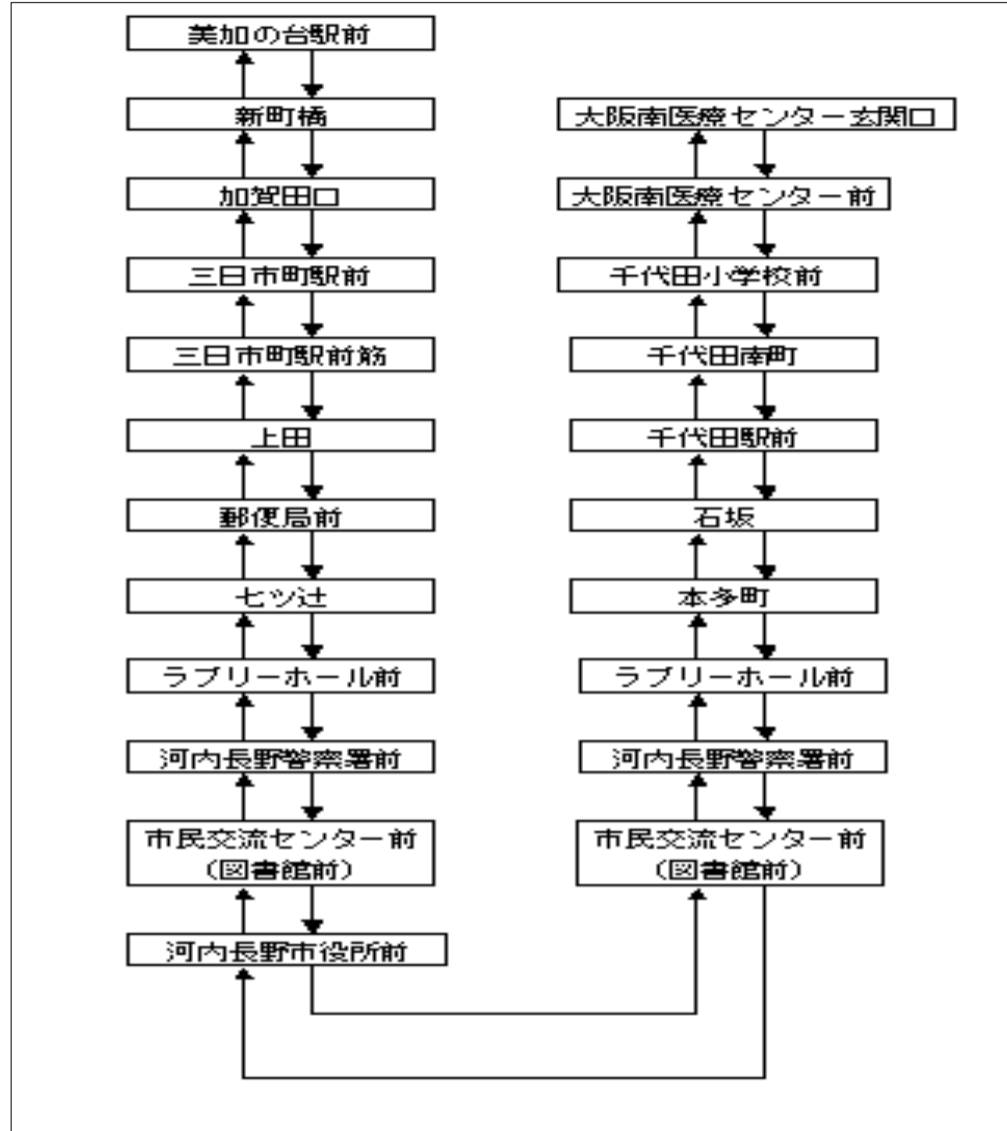 美加の台駅前
新町橋
加賀田口
三日市町駅前
三日市町駅前筋
上田
郵便局前
七ツ辻
ラブリーホール前
河内長野警察署前
市民交流センター前
(図書館前)
河内長野市役所前
大阪南医療センター玄関口
大阪南医療センター前
千代田小学校前
千代田南町
千代田駅前
石坂
本多町
ラブリーホール前
河内長野警察署前
市民交流センター前
(図書館前)